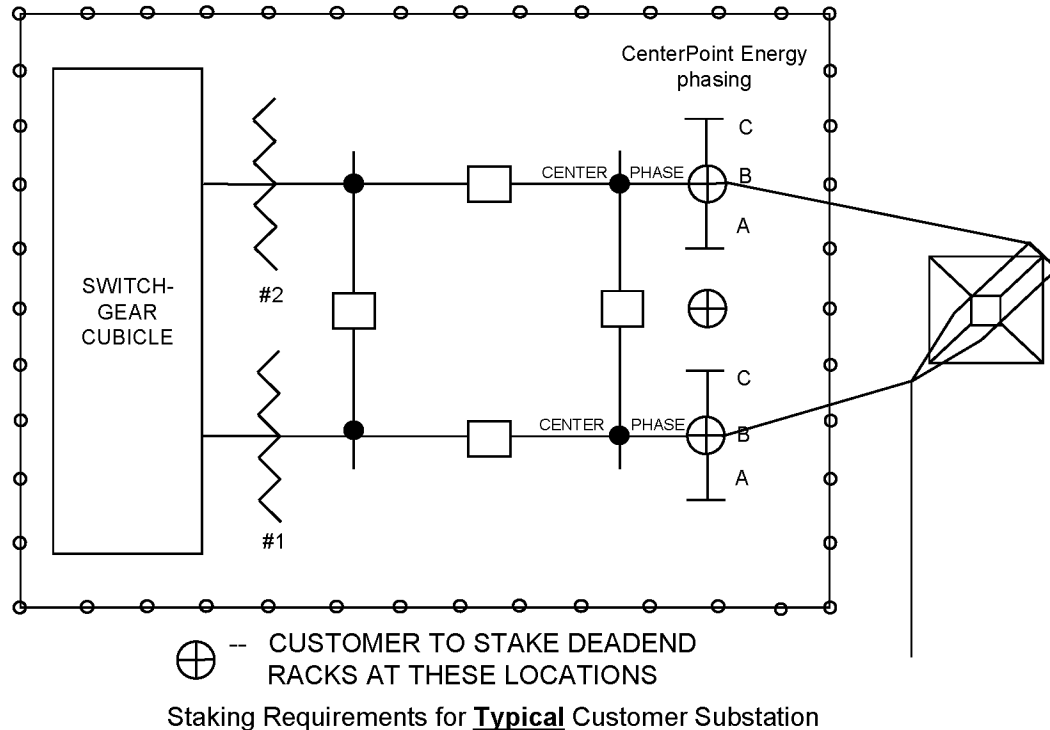 CenterPoint Energy
phasing
C
CENTER PHASE B
A
SWITCH-
GEAR
CUBICLE
#2
C
CENTER PHASE B
A
#1
-- CUSTOMER TO STAKE DEADEND
RACKS AT THESE LOCATIONS
Staking Requirements for Typical Customer Substation